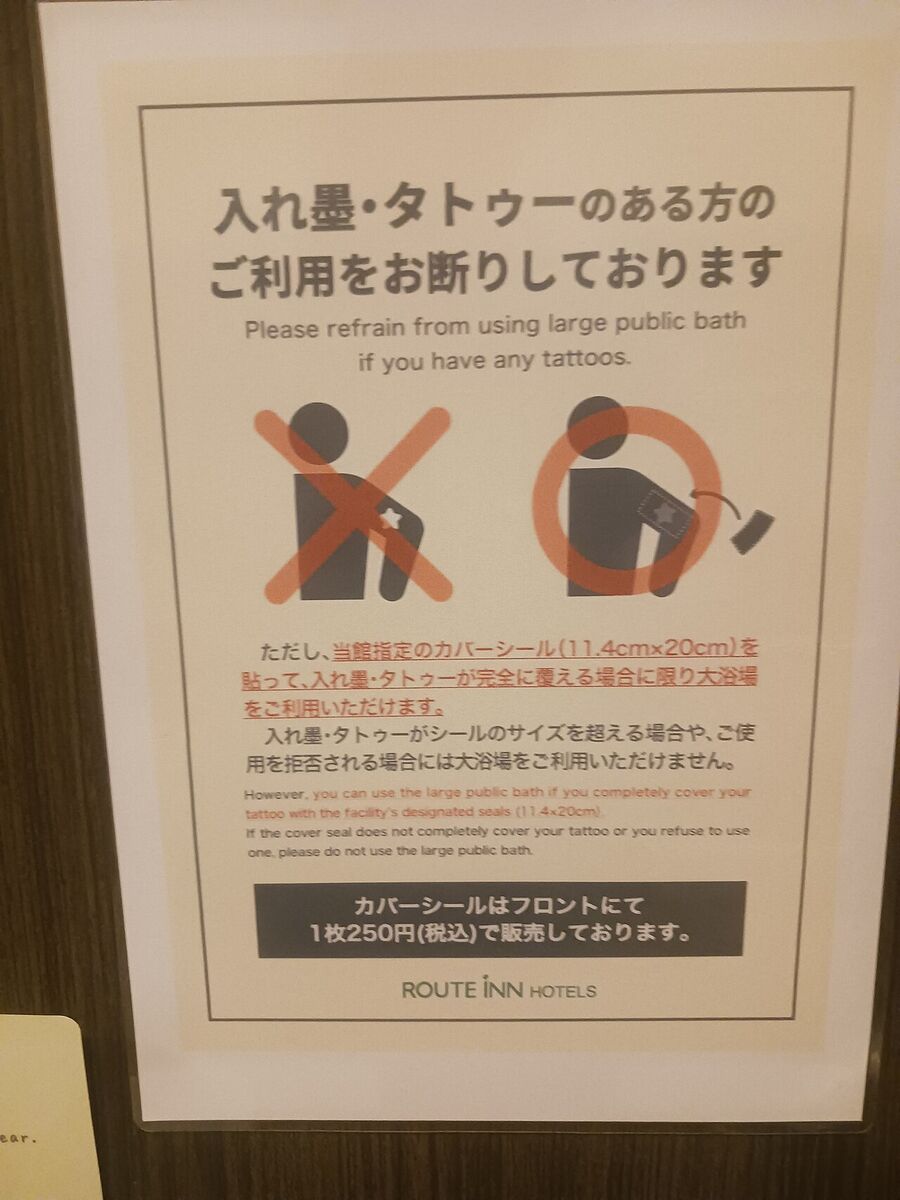 入れ墨・タトゥーのある方の
ご利用をお断りしております
Please refrain from using large public bath
if you have any tattoos.
ただし、当館指定のカバーシール(11.4cm×20cm)を
貼って、入れ墨・タトゥーが完全に覆える場合に限り大浴場
をご利用いただけます。
入れ墨・タトゥーがシールのサイズを超える場合や、ご使
用を拒否される場合には大浴場をご利用いただけません。
However, you can use the large public bath if you completely cover your
tattoo with the facility's designated seals (11.4×20cm).
If the cover seal does not completely cover your tattoo or you refuse to use
one, please do not use the large public bath.
カバーシールはフロントにて
1枚250円(税込)で販売しております。
ROUTE INN HOTELS
ear.